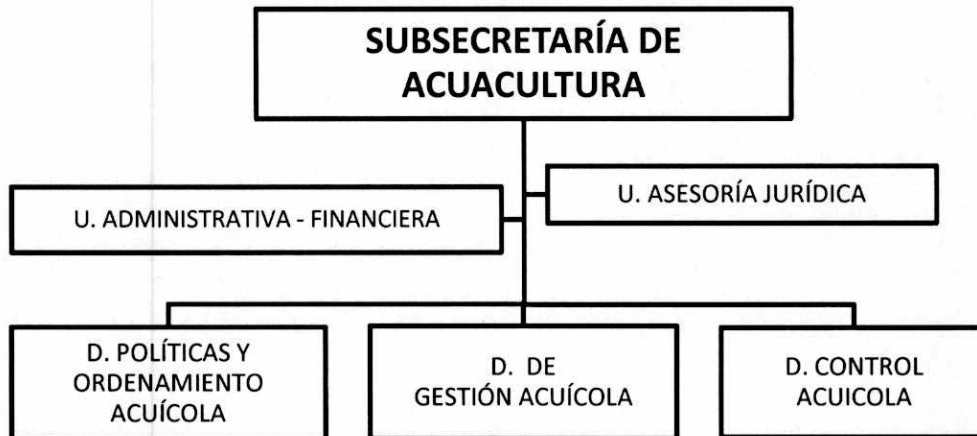 SUBSECRETARÍA DE
ACUACULTURA
U. ASESORÍA JURÍDICA
U. ADMINISTRATIVA - FINANCIERA
D. POLÍTICAS Y
ORDENAMIENTO
ACUÍCOLA
D. DE
GESTIÓN ACUÍCOLA
D. CONTROL
ACUICOLA